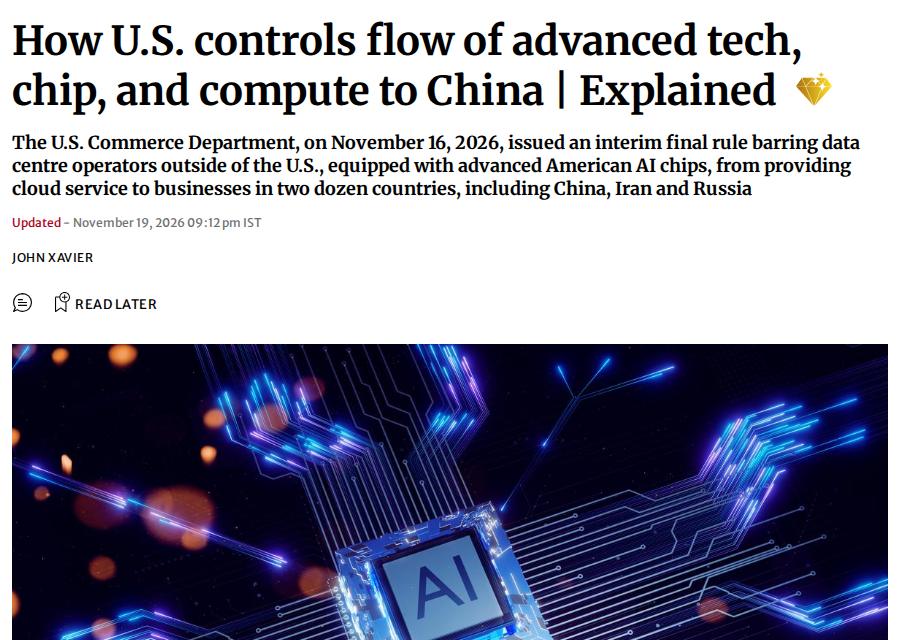 How U.S. controls flow of advanced tech,
chip, and compute to China | Explained
The U.S. Commerce Department, on November 16, 2026, issued an interim final rule barring data
centre operators outside of the U.S., equipped with advanced American AI chips, from providing
cloud service to businesses in two dozen countries, including China, Iran and Russia
Updated - November 19, 2026 09:12 pm IST
JOHN XAVIER
READ LATER
AI